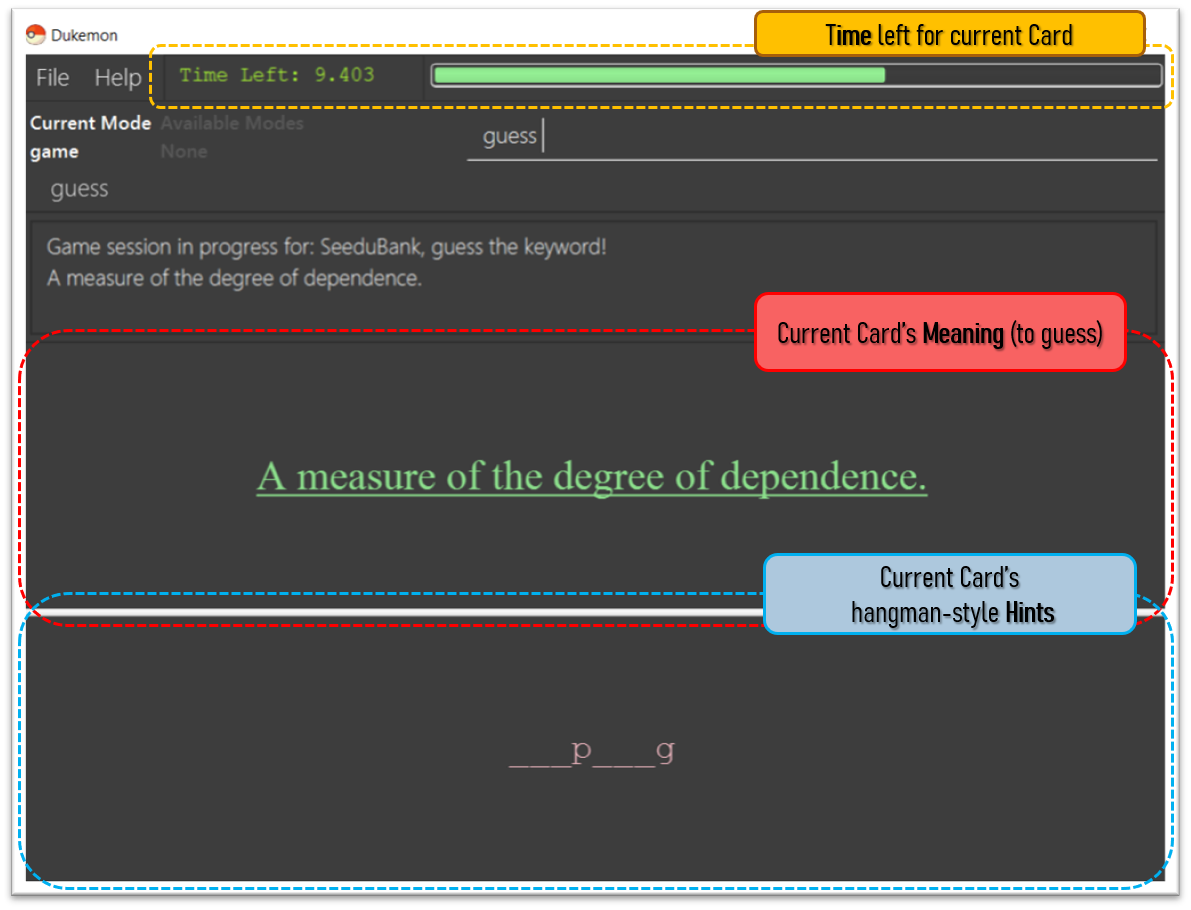 Dukemon
Time left for current Card
File Help Time Left: 9.403
Current Mode Available Modes
game None
guess
guess
Game session in progress for: SeeduBank, guess the keyword!
A measure of the degree of dependence.
Current Card's Meaning (to guess)
A measure of the degree of dependence.
Current Card's
hangman-style Hints
___p___g